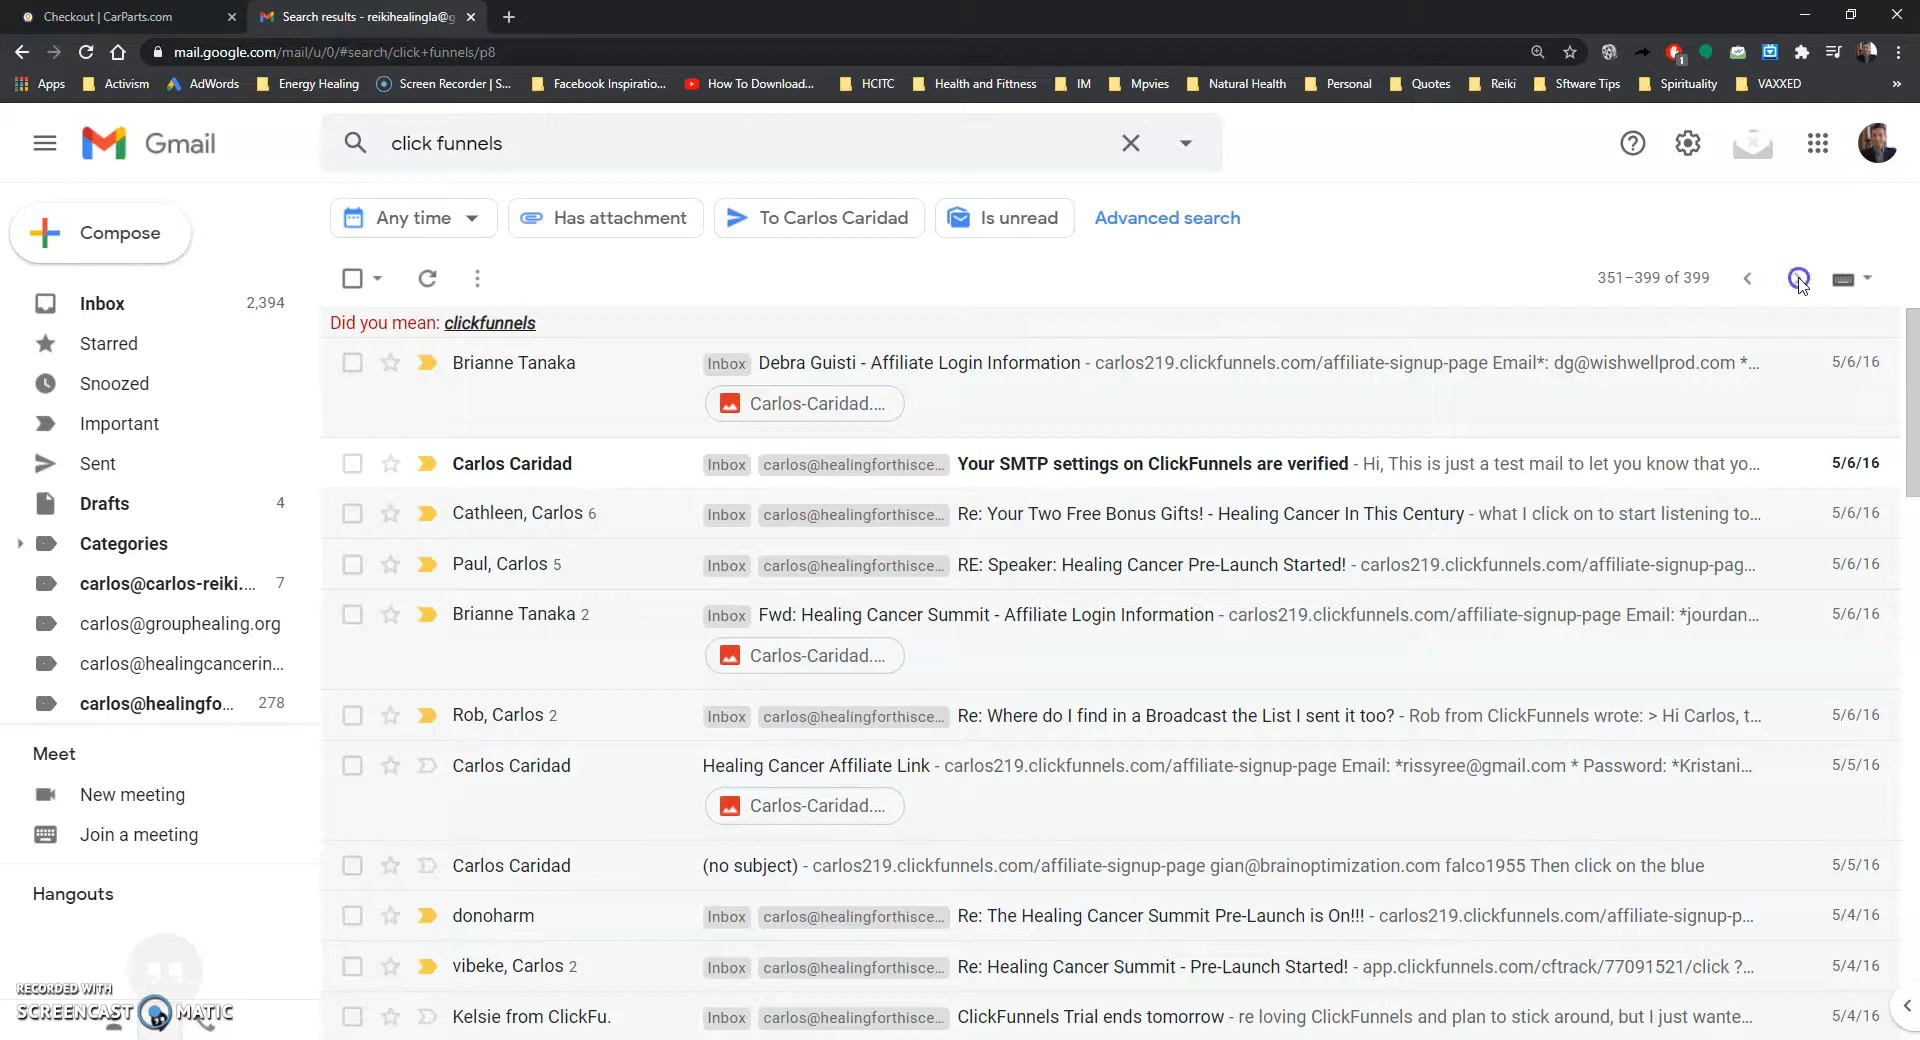 Checkout | CarParts.com
Search results - reikihealingla@g
mail.google.com/mail/u/0/#search/click+funnels/p8
1
Apps Activism AdWords Energy Healing Screen Recorder | S... Facebook Inspiratio... How To Download... HCITC Health and Fitness IM Mpvies Natural Health Personal Quotes Reiki Sftware Tips Spirituality VAXXED »
Gmail
click funnels
Compose
Any time Has attachment To Carlos Caridad Is unread Advanced search
351–399 of 399
Inbox 2,394
Starred
Snoozed
Important
Sent
Drafts 4
Categories
carlos@carlos-reiki.... 7
carlos@grouphealing.org
carlos@healingcancerin...
carlos@healingfo... 278
Meet
New meeting
Join a meeting
Hangouts
Did you mean: clickfunnels
Brianne Tanaka Inbox Debra Guisti - Affiliate Login Information - carlos219.clickfunnels.com/affiliate-signup-page Email*: dg@wishwellprod.com *... 5/6/16
Carlos-Caridad....
Carlos Caridad Inbox carlos@healingforthisce... Your SMTP settings on ClickFunnels are verified - Hi, This is just a test mail to let you know that yo... 5/6/16
Cathleen, Carlos 6 Inbox carlos@healingforthisce... Re: Your Two Free Bonus Gifts! - Healing Cancer In This Century - what I click on to start listening to... 5/6/16
Paul, Carlos 5 Inbox carlos@healingforthisce... RE: Speaker: Healing Cancer Pre-Launch Started! - carlos219.clickfunnels.com/affiliate-signup-pag... 5/6/16
Brianne Tanaka 2 Inbox Fwd: Healing Cancer Summit - Affiliate Login Information - carlos219.clickfunnels.com/affiliate-signup-page Email: *jourdan... 5/6/16
Carlos-Caridad....
Rob, Carlos 2 Inbox carlos@healingforthisce... Re: Where do I find in a Broadcast the List I sent it too? - Rob from ClickFunnels wrote: > Hi Carlos, t... 5/6/16
Carlos Caridad Healing Cancer Affiliate Link - carlos219.clickfunnels.com/affiliate-signup-page Email: *rissyree@gmail.com * Password: *Kristani... 5/5/16
Carlos-Caridad....
Carlos Caridad (no subject) - carlos219.clickfunnels.com/affiliate-signup-page gian@brainoptimization.com falco1955 Then click on the blue 5/5/16
donoharm Inbox carlos@healingforthisce... Re: The Healing Cancer Summit Pre-Launch is On!!! - carlos219.clickfunnels.com/affiliate-signup-p... 5/4/16
vibeke, Carlos 2 Inbox carlos@healingforthisce... Re: Healing Cancer Summit - Pre-Launch Started! - app.clickfunnels.com/cftrack/77091521/click ?... 5/4/16
Kelsie from ClickFu. Inbox carlos@healingforthisce... ClickFunnels Trial ends tomorrow - re loving ClickFunnels and plan to stick around, but I just wante... 5/4/16
RECORDED WITH
SCREENCAST MATIC